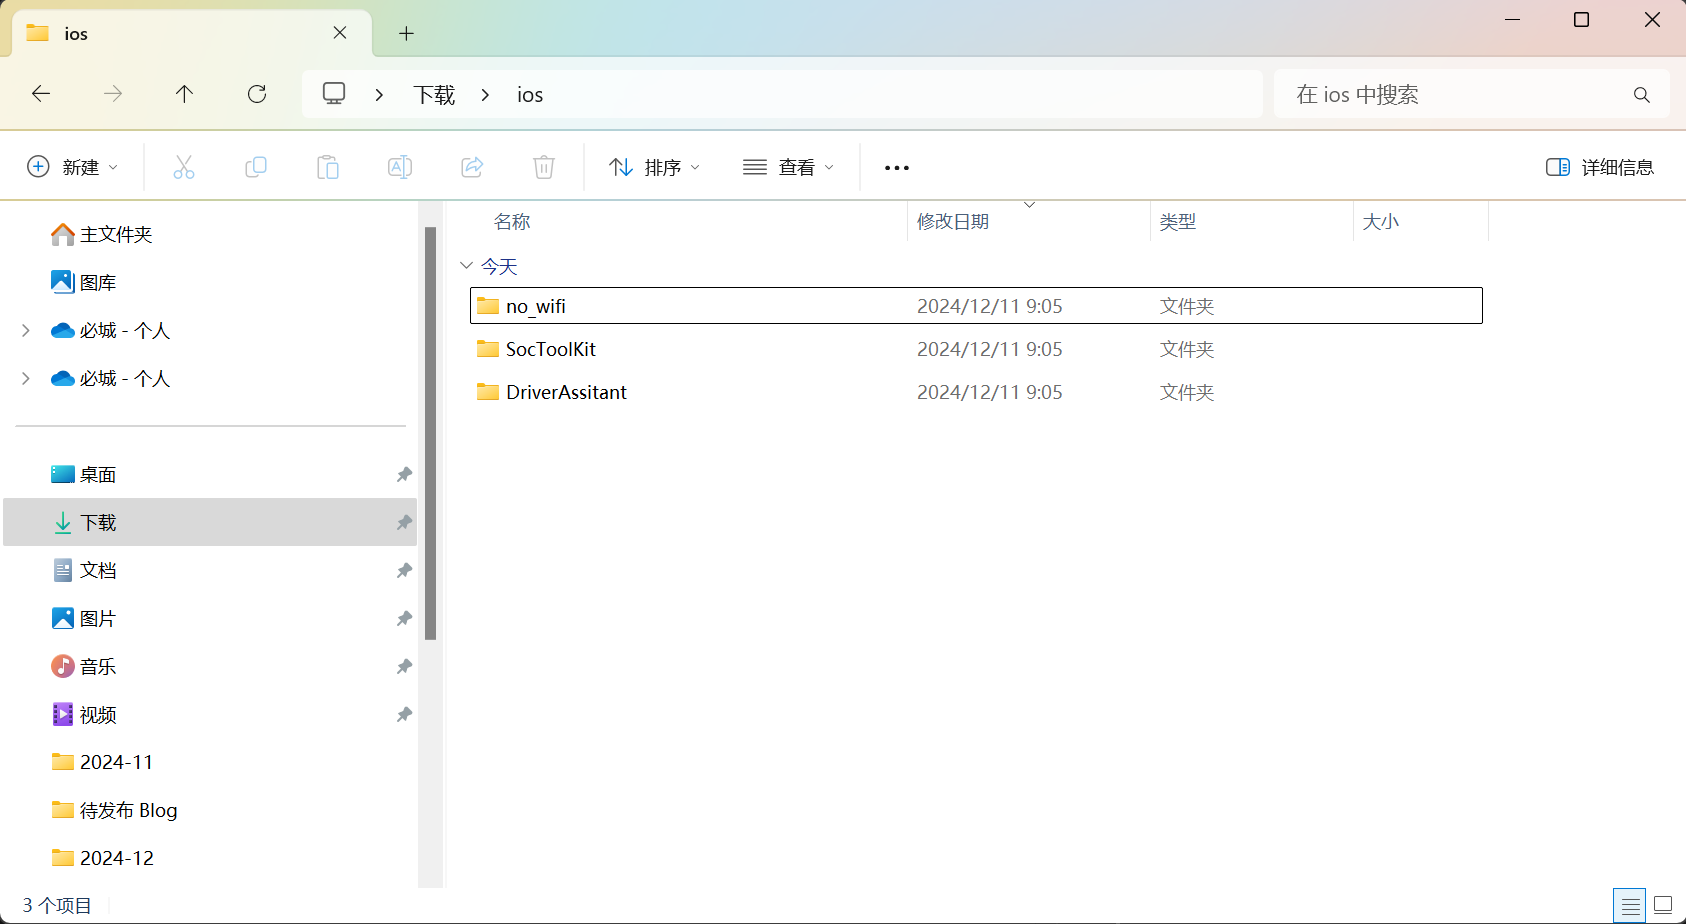 ios
下载 ios
在 ios 中搜索
新建 排序 查看 详细信息
主文件夹
图库
必城 - 个人
必城 - 个人
桌面
下载
文档
图片
音乐
视频
2024-11
待发布 Blog
2024-12
名称 修改日期 类型 大小
今天
no_wifi 2024/12/11 9:05 文件夹
SocToolKit 2024/12/11 9:05 文件夹
DriverAssitant 2024/12/11 9:05 文件夹
3 个项目